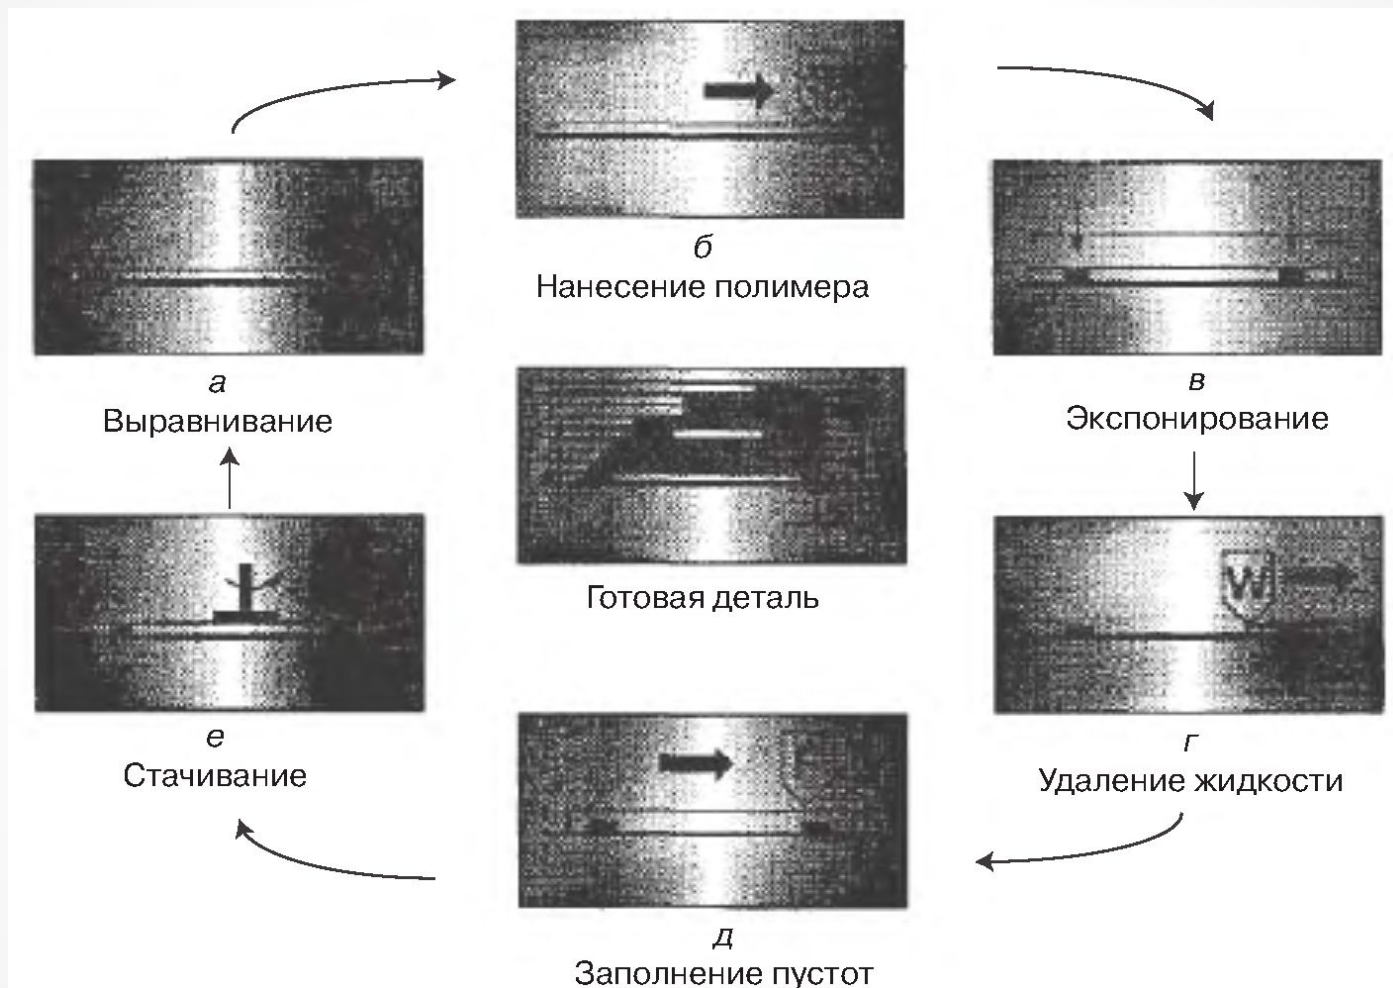 б
Нанесение полимера
а
Выравнивание
в
Экспонирование
Готовая деталь
W
е
Стачивание
г
Удаление жидкости
д
Заполнение пустот